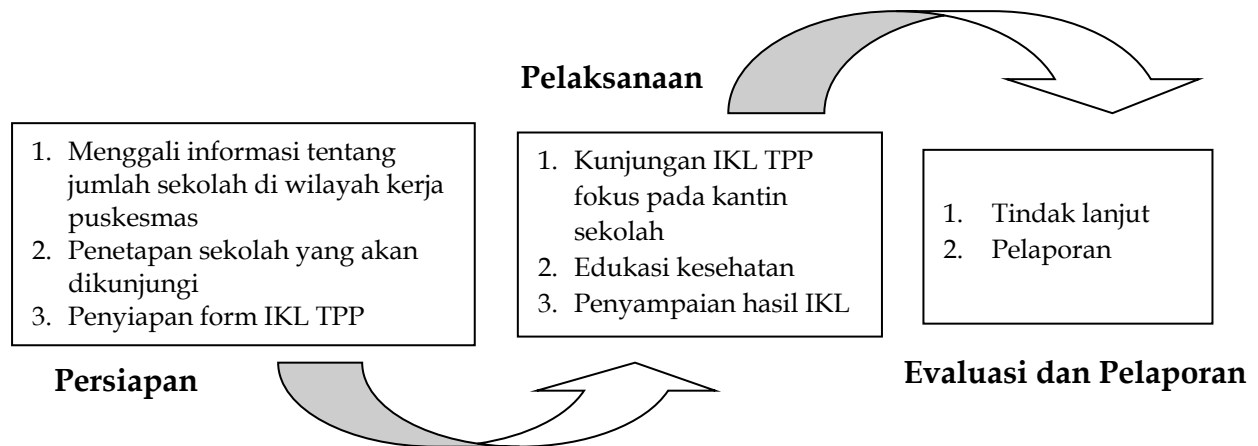 Persiapan
1. Menggali informasi tentang
jumlah sekolah di wilayah kerja
puskesmas
2. Penetapan sekolah yang akan
dikunjungi
3. Penyiapan form IKL TPP
Pelaksanaan
1. Kunjungan IKL TPP
fokus pada kantin
sekolah
2. Edukasi kesehatan
3. Penyampaian hasil IKL
1. Tindak lanjut
2. Pelaporan
Evaluasi dan Pelaporan